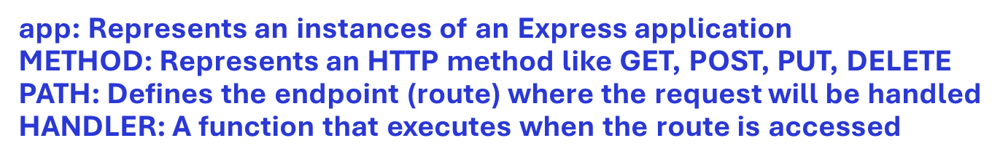 app: Represents an instances of an Express application
METHOD: Represents an HTTP method like GET, POST, PUT, DELETE
PATH: Defines the endpoint (route) where the request will be handled
HANDLER: A function that executes when the route is accessed